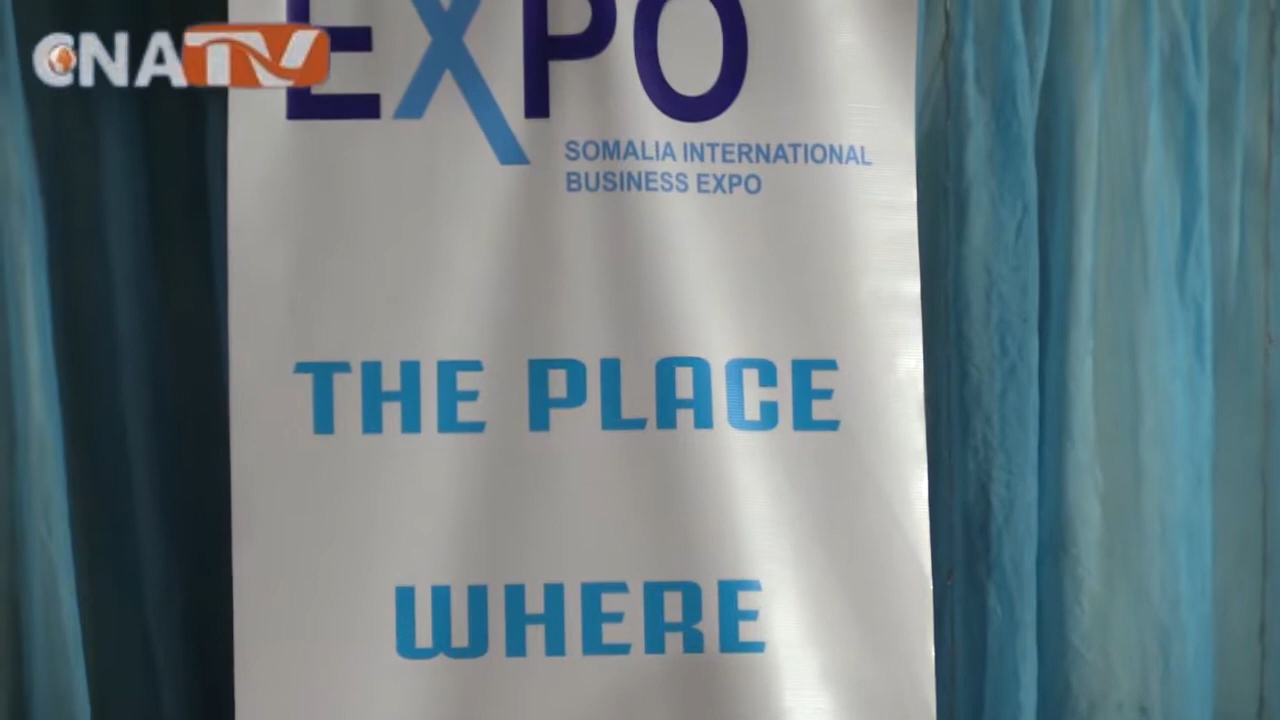 CNATV
EXPO
SOMALIA INTERNATIONAL
BUSINESS EXPO
THE PLACE
WHERE